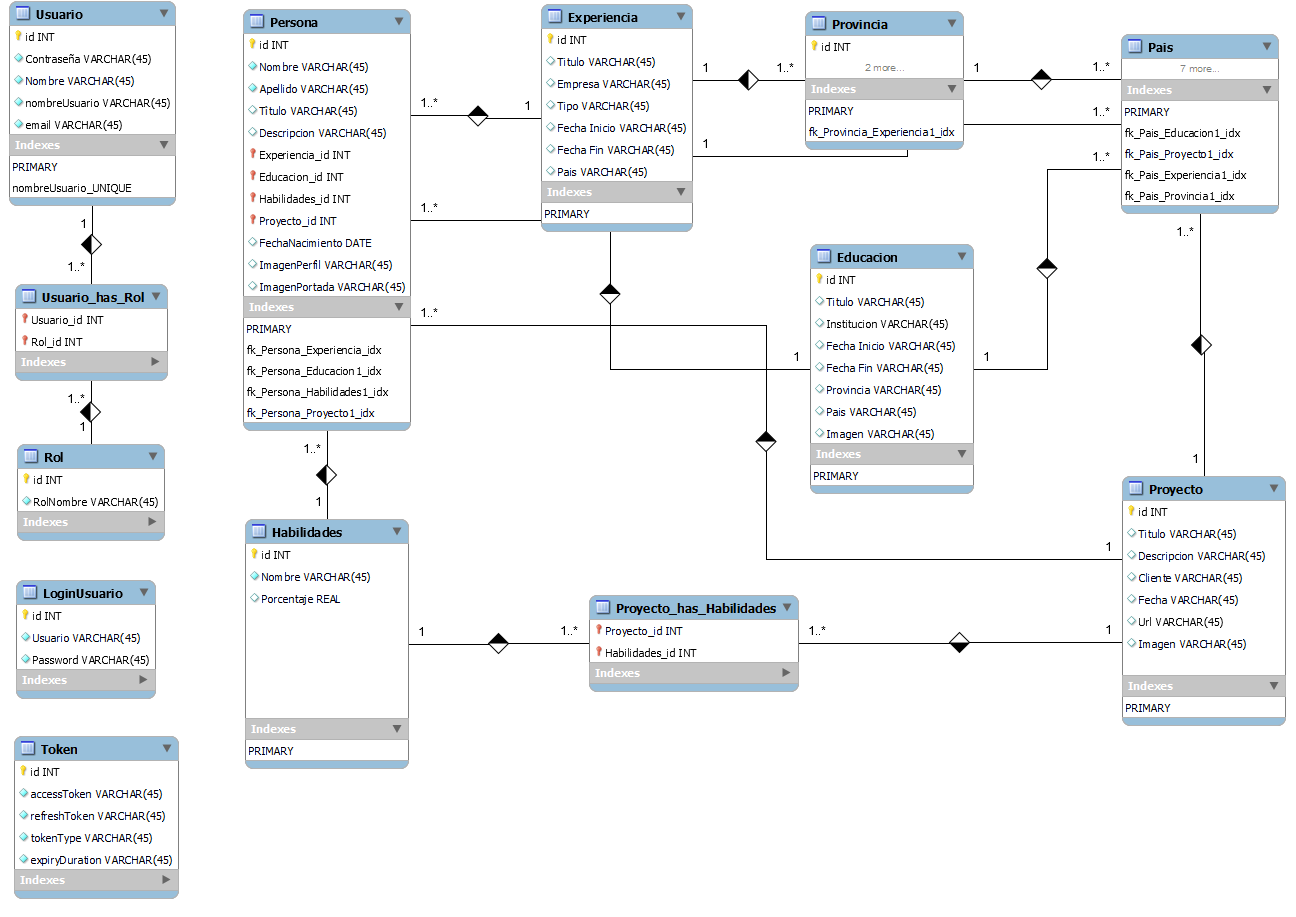 Usuario
id INT
Contraseña VARCHAR(45)
Nombre VARCHAR(45)
nombreUsuario VARCHAR(45)
email VARCHAR(45)
Indexes
PRIMARY
nombreUsuario_UNIQUE
1
1..*
Usuario_has_Rol
Usuario_id INT
Rol_id INT
Indexes
1..*
1
Rol
id INT
RolNombre VARCHAR(45)
Indexes
LoginUsuario
id INT
Usuario VARCHAR(45)
Password VARCHAR(45)
Indexes
Token
id INT
accessToken VARCHAR(45)
refreshToken VARCHAR(45)
tokenType VARCHAR(45)
expiryDuration VARCHAR(45)
Indexes
Persona
id INT
Nombre VARCHAR(45)
Apellido VARCHAR(45)
Titulo VARCHAR(45)
Descripcion VARCHAR(45)
Experiencia_id INT
Educacion_id INT
Habilidades_id INT
Proyecto_id INT
FechaNacimiento DATE
ImagenPerfil VARCHAR(45)
ImagenPortada VARCHAR(45)
Indexes
PRIMARY
fk_Persona_Experiencia_idx
fk_Persona_Educacion1_idx
fk_Persona_Habilidades1_idx
fk_Persona_Proyecto1_idx
1..*
1
1..*
1..*
1..*
1
Habilidades
id INT
Nombre VARCHAR(45)
Porcentaje REAL
Indexes
PRIMARY
1
1..*
Experiencia
id INT
Titulo VARCHAR(45)
Empresa VARCHAR(45)
Tipo VARCHAR(45)
Fecha Inicio VARCHAR(45)
Fecha Fin VARCHAR(45)
Pais VARCHAR(45)
Indexes
PRIMARY
1
1..*
1
1
Proyecto_has_Habilidades
Proyecto_id INT
Habilidades_id INT
Indexes
1..*
1
Provincia
id INT
2 more...
Indexes
PRIMARY
fk_Provincia_Experiencia1_idx
1
1..*
1..*
1..*
Educacion
id INT
Titulo VARCHAR(45)
Institucion VARCHAR(45)
Fecha Inicio VARCHAR(45)
Fecha Fin VARCHAR(45)
Provincia VARCHAR(45)
Pais VARCHAR(45)
Imagen VARCHAR(45)
Indexes
PRIMARY
1
Pais
7 more...
Indexes
PRIMARY
fk_Pais_Educacion1_idx
fk_Pais_Proyecto1_idx
fk_Pais_Experiencia1_idx
fk_Pais_Provincia1_idx
1..*
1
1
Proyecto
id INT
Titulo VARCHAR(45)
Descripcion VARCHAR(45)
Cliente VARCHAR(45)
Fecha VARCHAR(45)
Url VARCHAR(45)
Imagen VARCHAR(45)
Indexes
PRIMARY